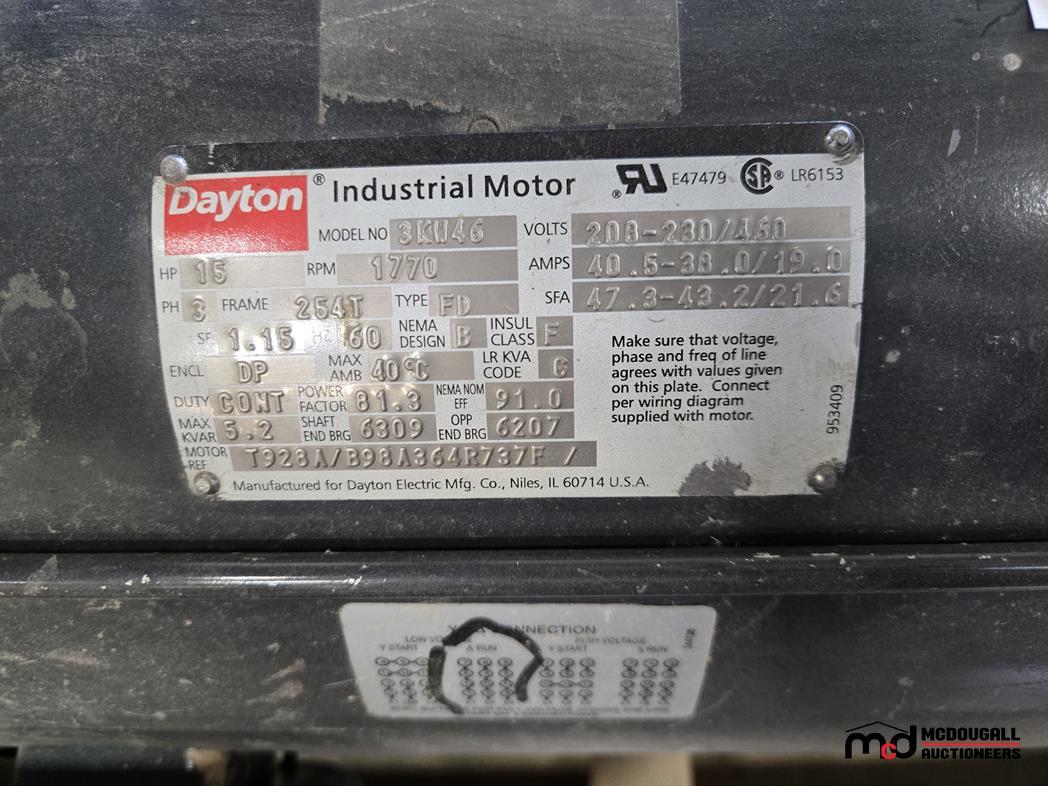 Dayton® Industrial Motor ® RU E47479 SA® LR6153
MODEL NO 3KW46 VOLTS 208-230/460
HP 15 RPM 1770 AMPS 40.5-38.0/19.0
PH 3 FRAME 254T TYPE FD SFA 47.3-43.2/21.6
SF 1.15 60 NEMA DESIGN B INSUL CLASS F
ENCL DP MAX AMB 40°C LR KVA CODE G
DUTY CONT POWER FACTOR 81.3 NEMA NOM EFF 91.0
MAX KVAR 5.2 SHAFT END BRG 6309 OPP END BRG 6207
MOTOR REF T928A/B98A364R737F /
Make sure that voltage,
phase and freq of line
agrees with values given
on this plate. Connect
per wiring diagram
supplied with motor.
953409
Manufactured for Dayton Electric Mfg. Co., Niles, IL 60714 U.S.A.
HIGH VOLTAGE
Y START Δ RUN Y START Δ RUN
mcd MCDOUGALL
AUCTIONEERS